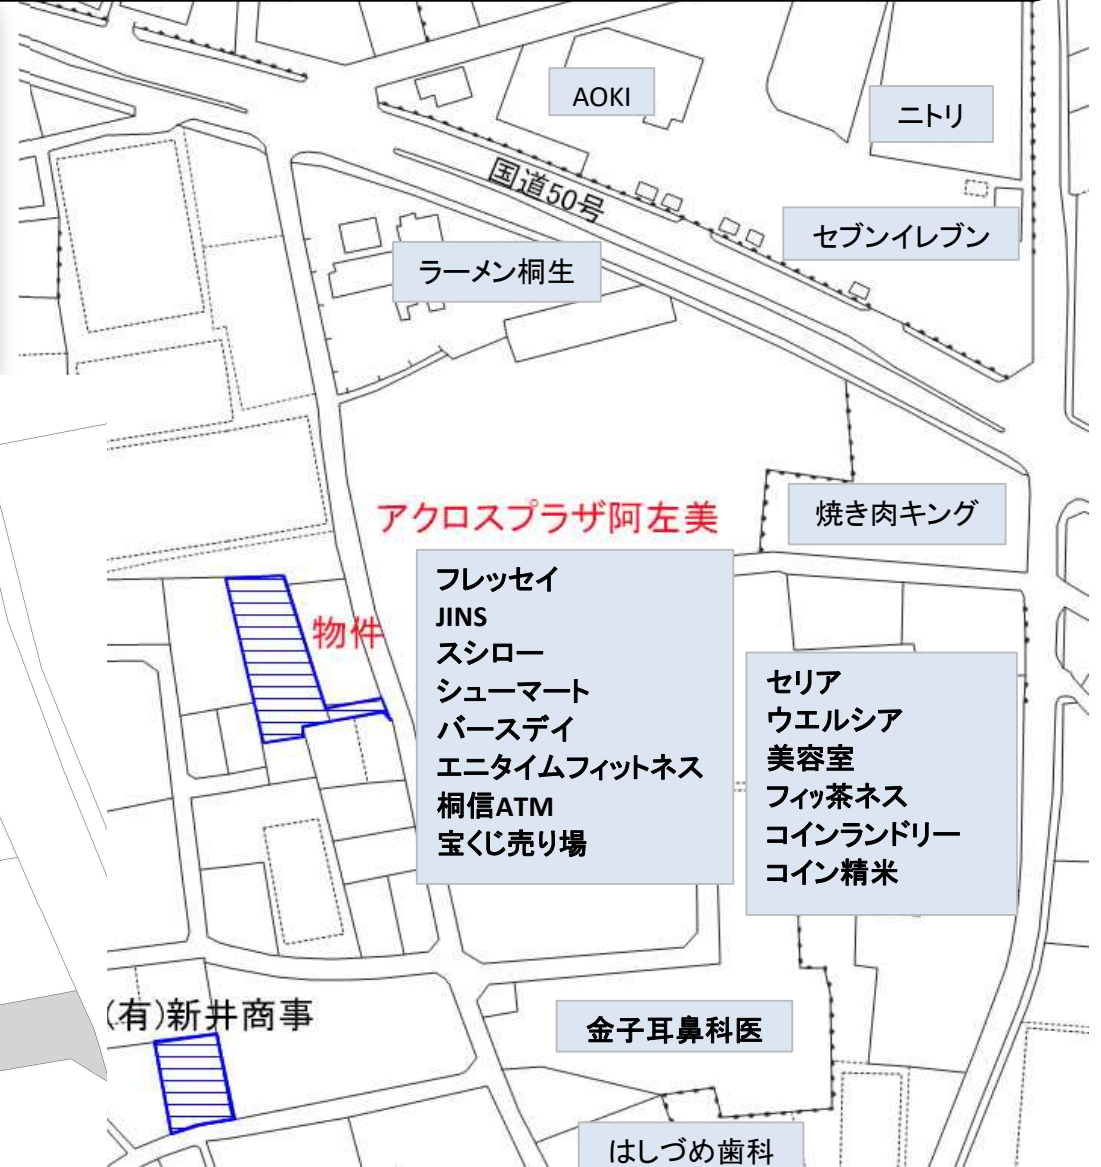 AOKI
ニトリ
国道50号
セブンイレブン
ラーメン桐生
焼き肉キング
アクロスプラザ阿左美
フレッセイ
JINS
スシロー
シューマート
バースデイ
エニタイムフィットネス
桐信ATM
宝くじ売り場
物件
セリア
ウエルシア
美容室
フィッ茶ネス
コインランドリー
コイン精米
(有)新井商事
金子耳鼻科医
はしづめ歯科